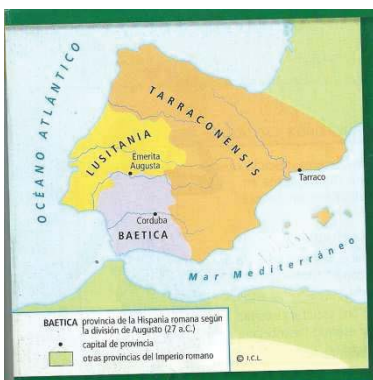 OCÉANO ATLÁNTICO
TARRACONENSIS
LUSITANIA
Emerita
Augusta
Tarraco
Corduba
BAETICA
Mar Mediterráneo
BAETICA provincia de la Hispania romana según
la división de Augusto (27 a.C.)
capital de provincia
otras provincias del Imperio romano
© I.C.L.